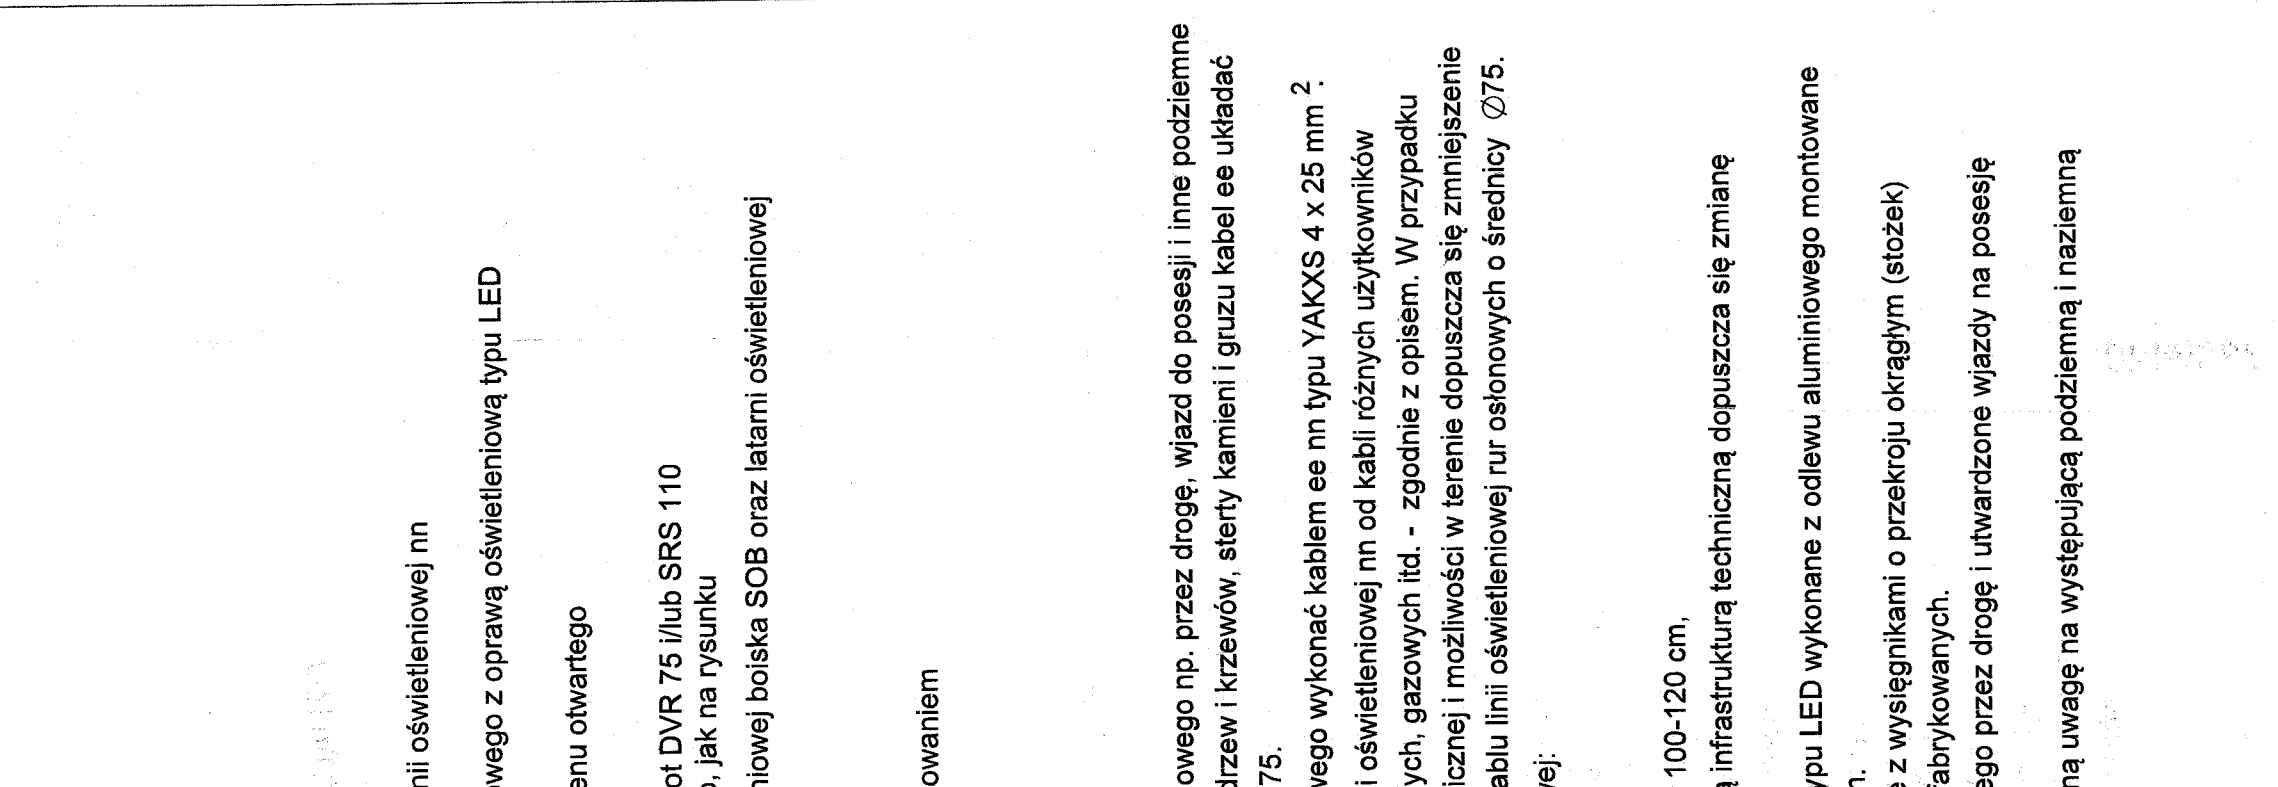 nii oświetleniowej nn
wego z oprawą oświetleniową typu LED
enu otwartego
ot DVR 75 i/lub SRS 110
, jak na rysunku
niowej boiska SOB oraz latarni oświetleniowej
owaniem
owego np. przez drogę, wjazd do posesji i inne podziemne
drzew i krzewów, sterty kamieni i gruzu kabel ee układać
75.
wego wykonać kablem ee nn typu YAKXS 4 x 25 mm².
i oświetleniowej nn od kabli różnych użytkowników
ych, gazowych itd. - zgodnie z opisem. W przypadku
icznej i możliwości w terenie dopuszcza się zmniejszenie
ablu linii oświetleniowej rur osłonowych o średnicy Ø75.
wej:
100-120 cm,
ą infrastrukturą techniczną dopuszcza się zmianę
ypu LED wykonane z odlewu aluminiowego montowane
n.
e z wysięgnikami o przekroju okrągłym (stożek)
fabrykowanych.
ego przez drogę i utwardzone wjazdy na posesję
ną uwagę na występującą podziemną i naziemną